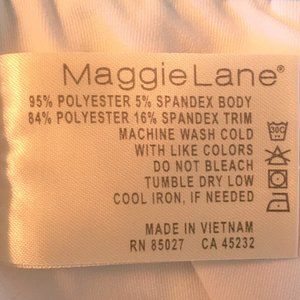 MaggieLane®
95% POLYESTER 5% SPANDEX BODY
84% POLYESTER 16% SPANDEX TRIM
MACHINE WASH COLD
WITH LIKE COLORS
DO NOT BLEACH
TUMBLE DRY LOW
COOL IRON, IF NEEDED
30C
MADE IN VIETNAM
RN 85027 CA 45232